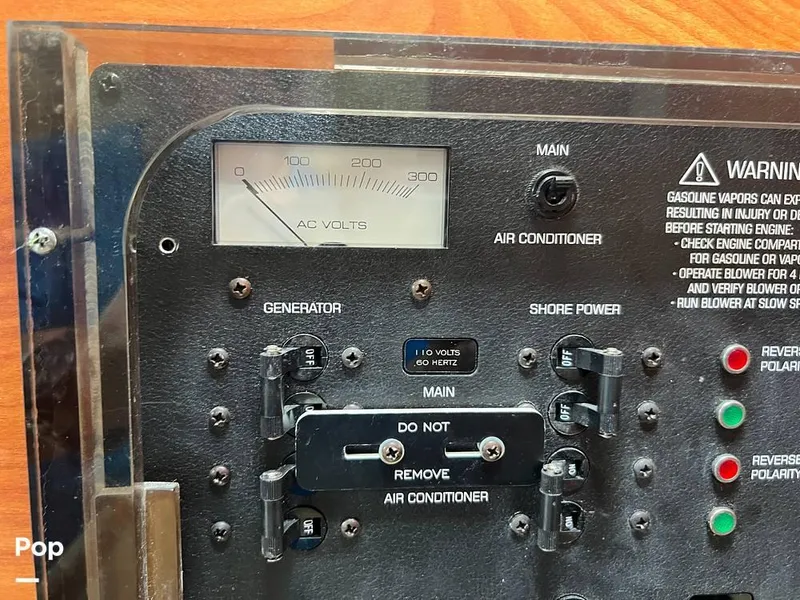 0 100 200 300
AC VOLTS
MAIN
AIR CONDITIONER
WARNIN
GASOLINE VAPORS CAN EXP
RESULTING IN INJURY OR DE
BEFORE STARTING ENGINE:
- CHECK ENGINE COMPART
FOR GASOLINE OR VAPO
- OPERATE BLOWER FOR 4
AND VERIFY BLOWER OP
- RUN BLOWER AT SLOW SP
GENERATOR
SHORE POWER
OFF
110 VOLTS
60 HERTZ
OFF
REVERS
POLARI
MAIN
OFF
DO NOT
REMOVE
ON
REVERSE
POLARITY
AIR CONDITIONER
OFF
ON
Pop